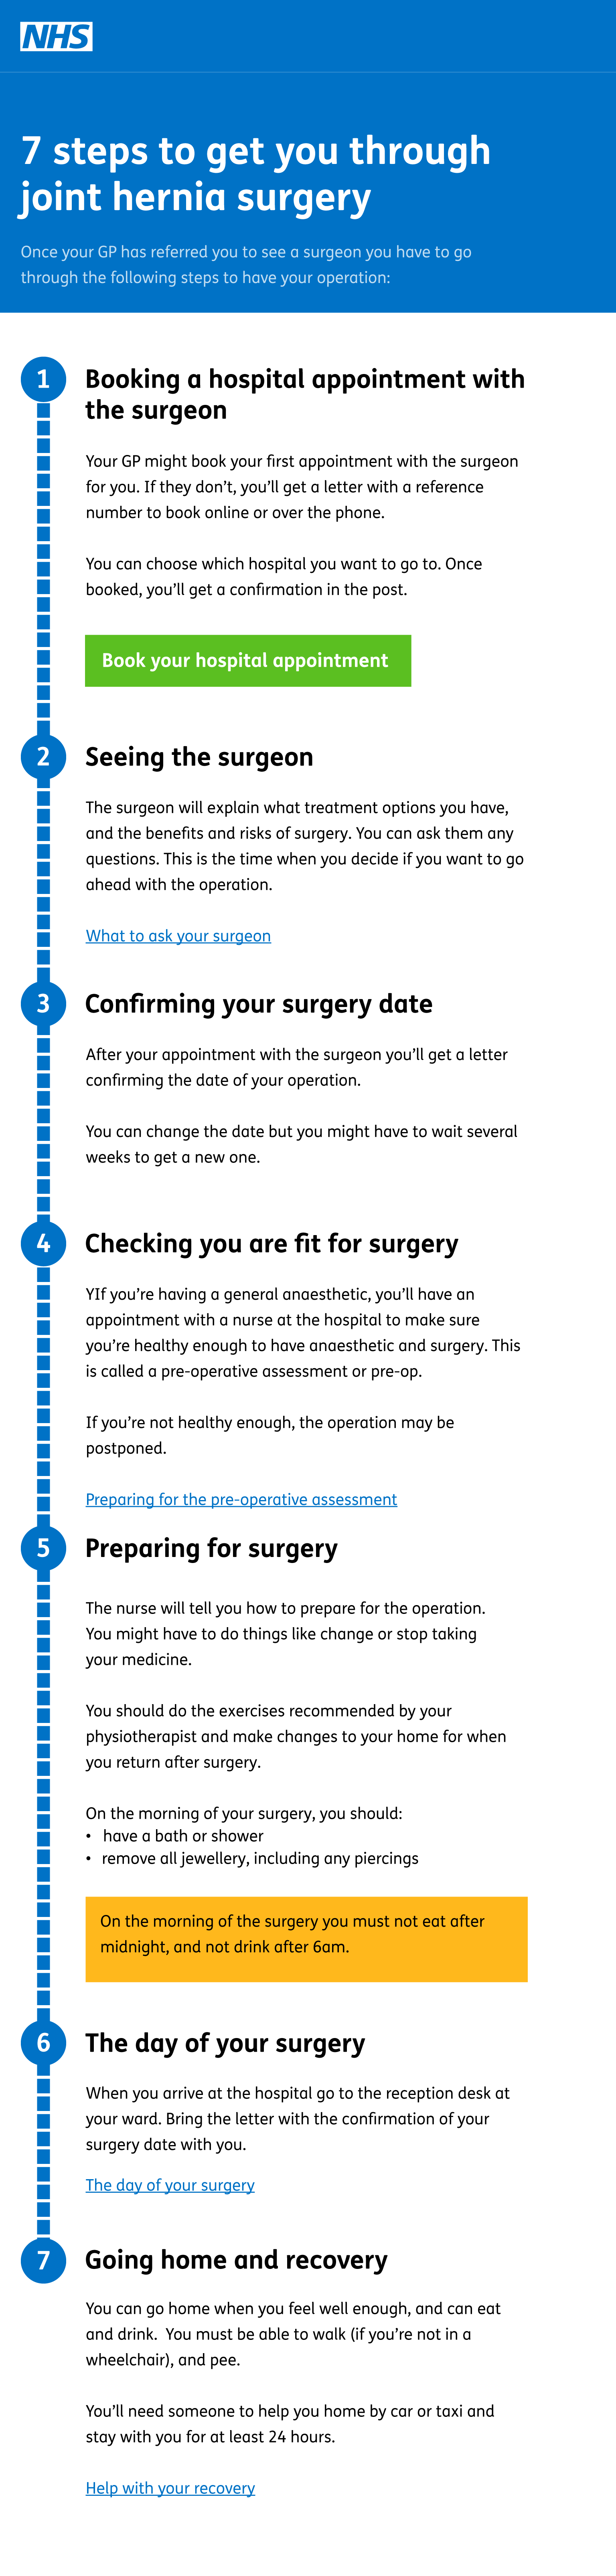 NHS
7 steps to get you through
joint hernia surgery
Once your GP has referred you to see a surgeon you have to go
through the following steps to have your operation:
1
Booking a hospital appointment with
the surgeon
Your GP might book your first appointment with the surgeon
for you. If they don’t, you’ll get a letter with a reference
number to book online or over the phone.
You can choose which hospital you want to go to. Once
booked, you’ll get a confirmation in the post.
Book your hospital appointment
2
Seeing the surgeon
The surgeon will explain what treatment options you have,
and the benefits and risks of surgery. You can ask them any
questions. This is the time when you decide if you want to go
ahead with the operation.
What to ask your surgeon
3
Confirming your surgery date
After your appointment with the surgeon you’ll get a letter
confirming the date of your operation.
You can change the date but you might have to wait several
weeks to get a new one.
4
Checking you are fit for surgery
YIf you’re having a general anaesthetic, you’ll have an
appointment with a nurse at the hospital to make sure
you’re healthy enough to have anaesthetic and surgery. This
is called a pre-operative assessment or pre-op.
If you’re not healthy enough, the operation may be
postponed.
Preparing for the pre-operative assessment
5
Preparing for surgery
The nurse will tell you how to prepare for the operation.
You might have to do things like change or stop taking
your medicine.
You should do the exercises recommended by your
physiotherapist and make changes to your home for when
you return after surgery.
On the morning of your surgery, you should:
• have a bath or shower
• remove all jewellery, including any piercings
On the morning of the surgery you must not eat after
midnight, and not drink after 6am.
6
The day of your surgery
When you arrive at the hospital go to the reception desk at
your ward. Bring the letter with the confirmation of your
surgery date with you.
The day of your surgery
7
Going home and recovery
You can go home when you feel well enough, and can eat
and drink.  You must be able to walk (if you’re not in a
wheelchair), and pee.
You’ll need someone to help you home by car or taxi and
stay with you for at least 24 hours.
Help with your recovery